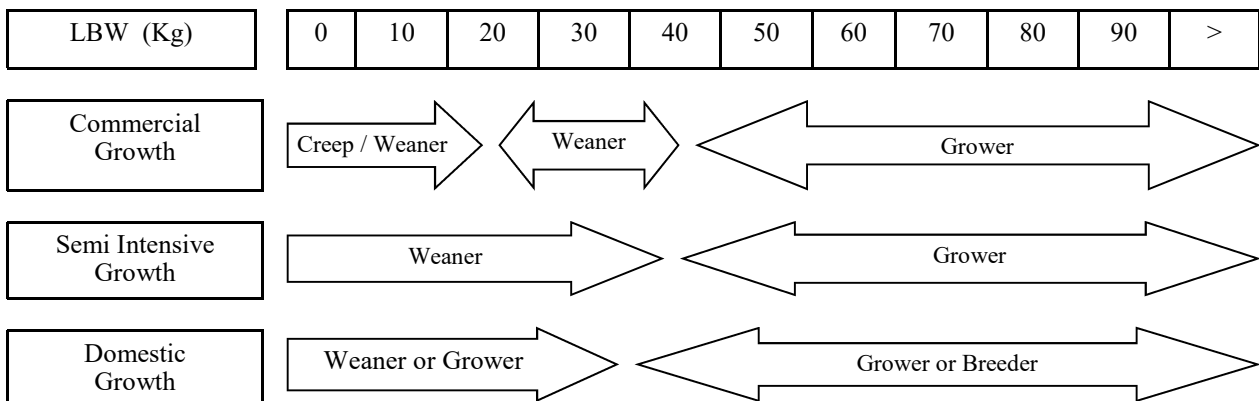 LBW (Kg) 0 10 20 30 40 50 60 70 80 90 >
Commercial
Growth
Creep / Weaner
Weaner
Grower
Semi Intensive
Growth
Weaner
Grower
Domestic
Growth
Weaner or Grower
Grower or Breeder